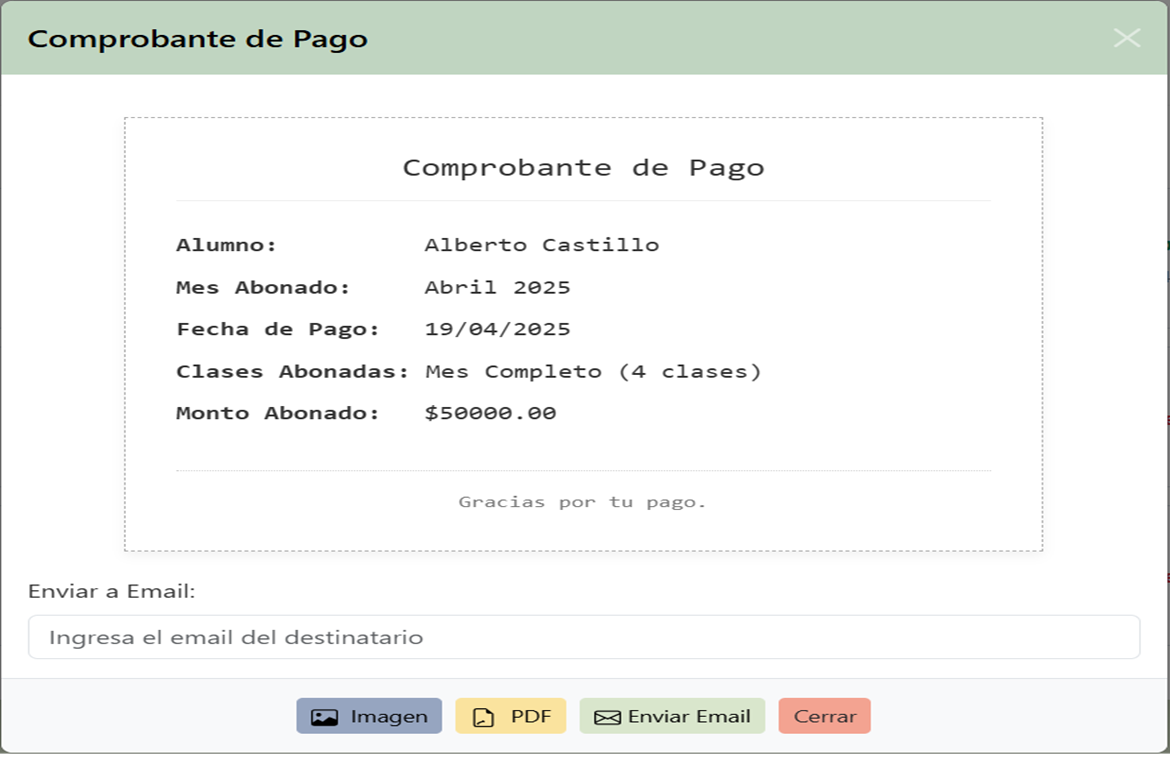 Comprobante de Pago
Comprobante de Pago
Alumno: Alberto Castillo
Mes Abonado: Abril 2025
Fecha de Pago: 19/04/2025
Clases Abonadas: Mes Completo (4 clases)
Monto Abonado: $50000.00
Gracias por tu pago.
Enviar a Email:
Ingresa el email del destinatario
Imagen PDF Enviar Email Cerrar